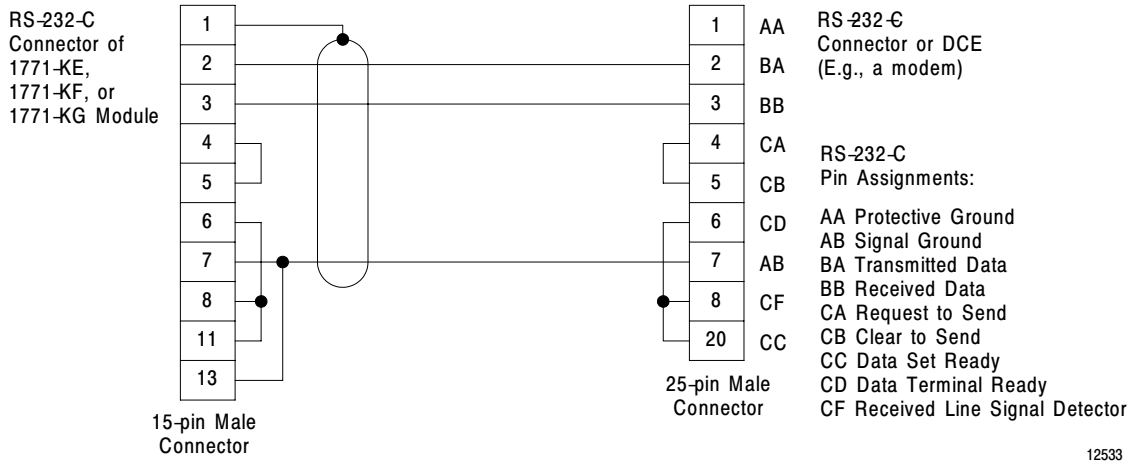 RS-232-C
Connector of
1771-KE,
1771-KF, or
1771-KG Module
1
2
3
4
5
6
7
8
11
13
15-pin Male
Connector
1 AA
2 BA
3 BB
4 CA
5 CB
6 CD
7 AB
8 CF
20 CC
25-pin Male
Connector
RS-232-C
Connector or DCE
(E.g., a modem)
RS-232-C
Pin Assignments:
AA Protective Ground
AB Signal Ground
BA Transmitted Data
BB Received Data
CA Request to Send
CB Clear to Send
CC Data Set Ready
CD Data Terminal Ready
CF Received Line Signal Detector
12533